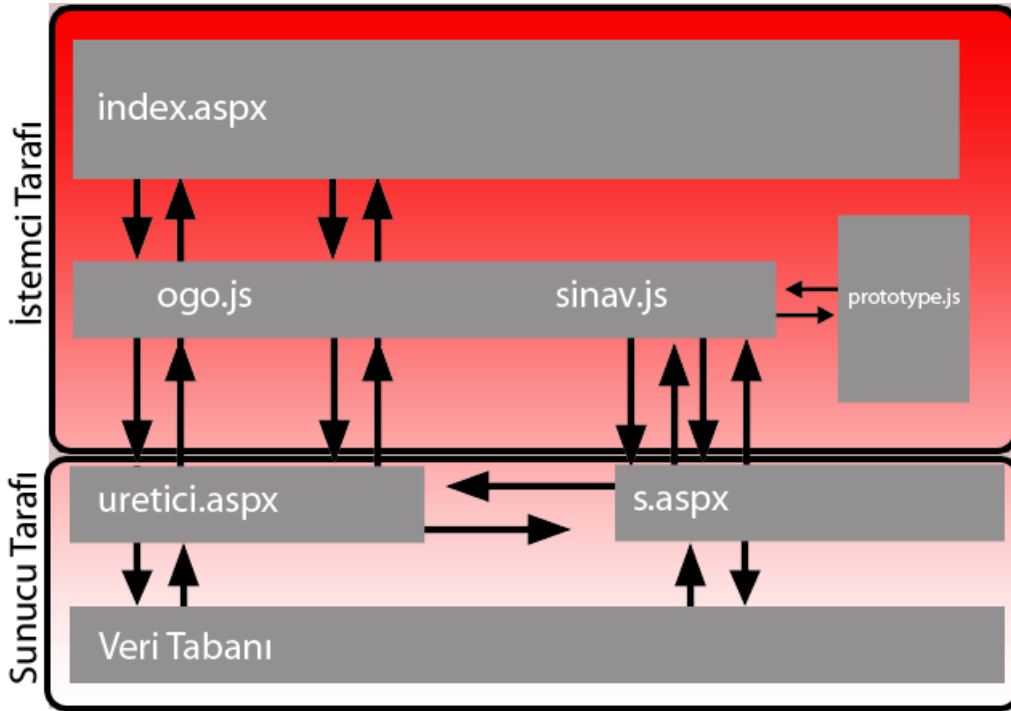 İstemci Tarafı
index.aspx
ogo.js
sinav.js
prototype.js
Sunucu Tarafı
uretici.aspx
s.aspx
Veri Tabanı